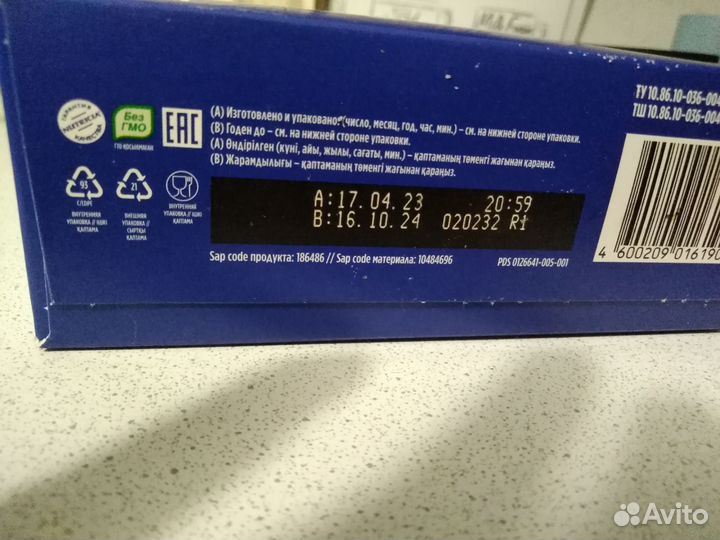 ГАРАНТИЯ
NUTRICIA
КАЧЕСТВА
Без
ГМО
ГТО ҚОСЫЛМАҒАН
EAC
(A) Изготовлено и упаковано: (число, месяц, год, час, мин.) – см. на нижней стороне упаковки.
(B) Годен до – см. на нижней стороне упаковки.
(A) Өндірілген (күні, айы, жылы, сағаты, мин.) – қаптаманың төменгі жағынан қараңыз.
(B) Жарамдылығы – қаптаманың төменгі жағынан қараңыз.
ТУ 10.86.10-036-004
ТШ 10.86.10-036-004
93
C/LDPE
ВНУТРЕННЯЯ
УПАКОВКА // ІШКІ
ҚАПТАМА
21
ВНЕШНЯЯ
УПАКОВКА //
СЫРТҚЫ
ҚАПТАМА
ВНУТРЕННЯЯ
УПАКОВКА // ІШКІ
ҚАПТАМА
A:17.04.23 20:59
B:16.10.24 020232 R1
Sap code продукта: 186486 // Sap code материала: 10484696
PDS 0126641-005-001
4 600209 016190
Avito